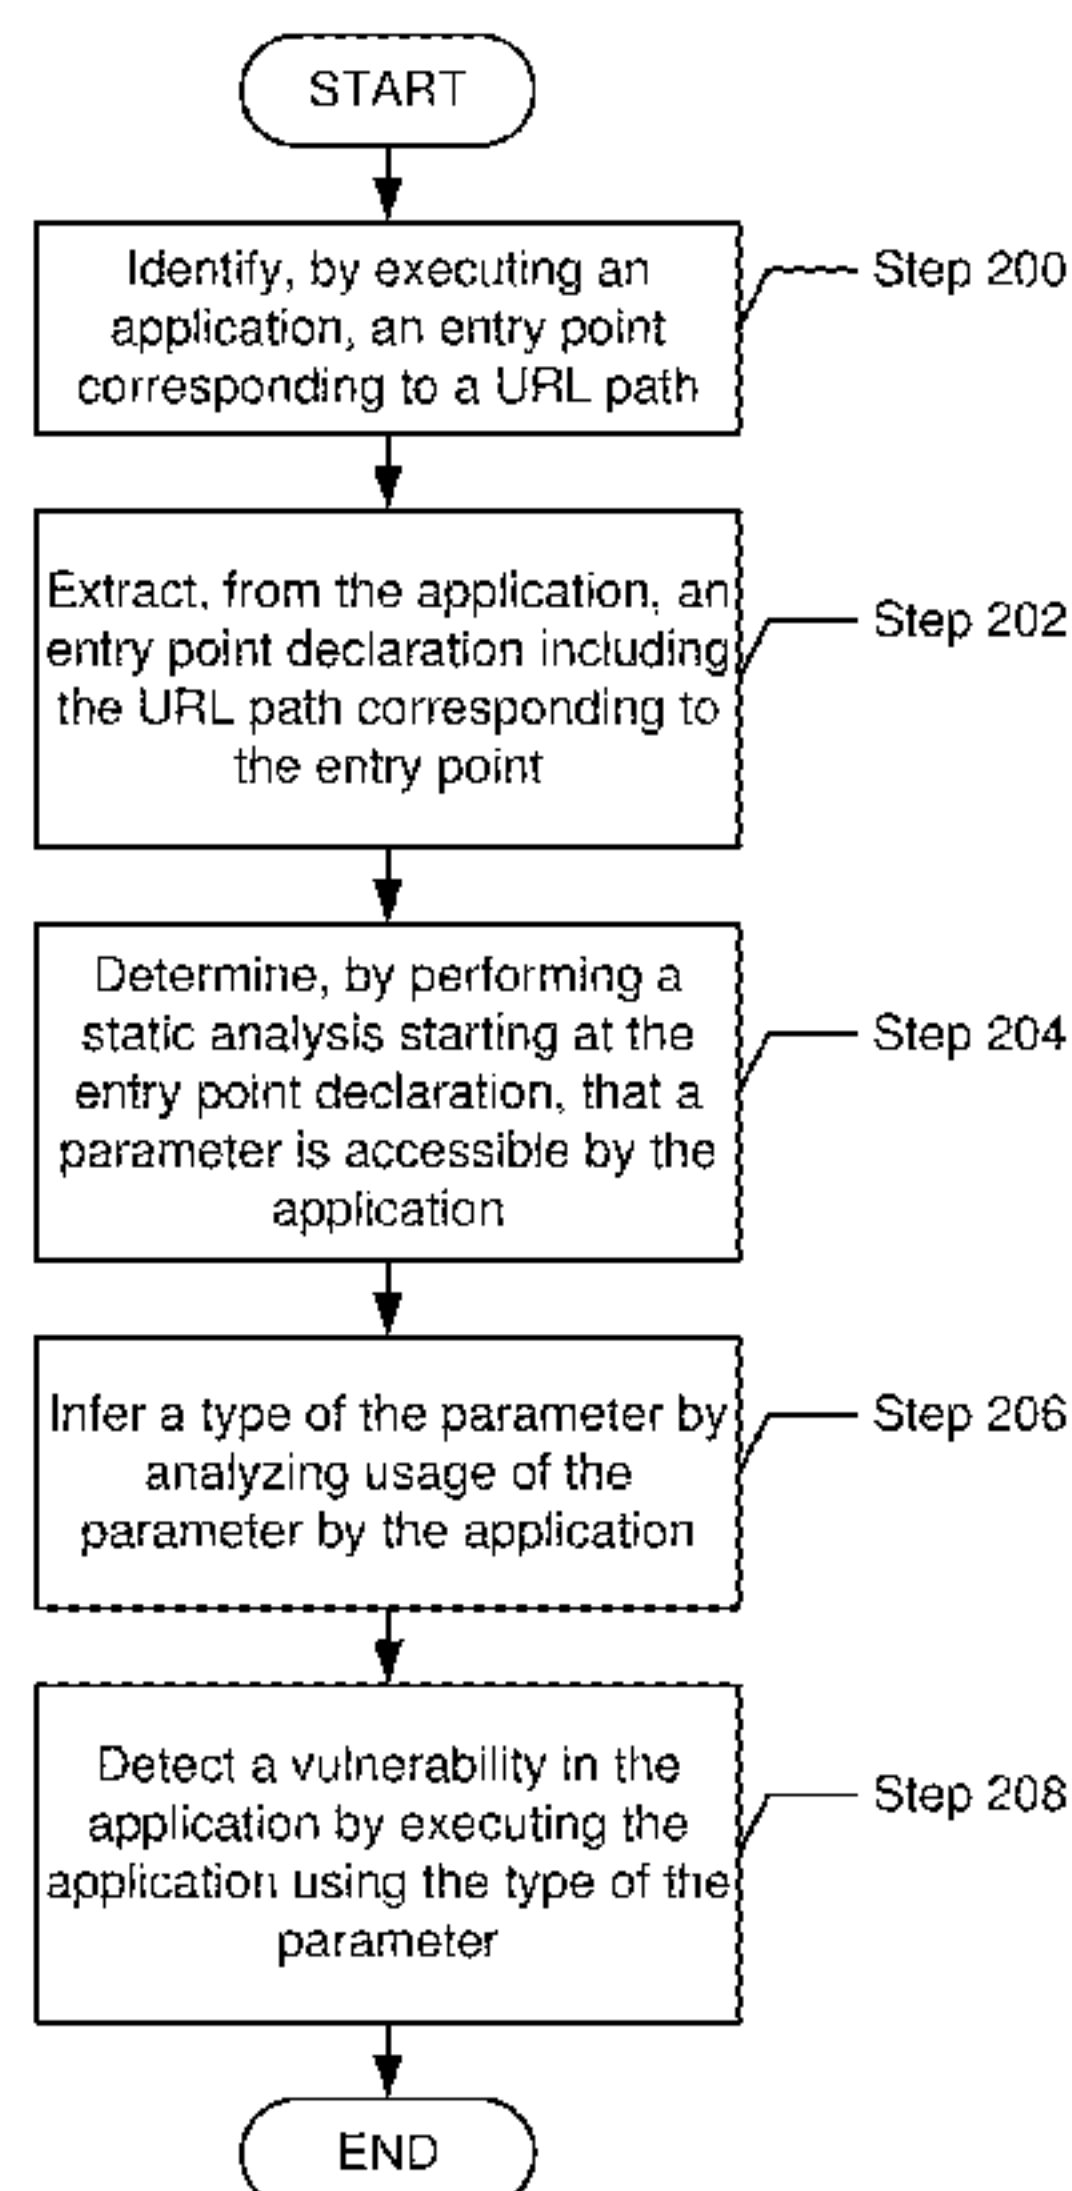 START
Identify, by executing an
application, an entry point
corresponding to a URL path
Step 200
Extract, from the application, an
entry point declaration including
the URL path corresponding to
the entry point
Step 202
Determine, by performing a
static analysis starting at the
entry point declaration, that a
parameter is accessible by the
application
Step 204
Infer a type of the parameter by
analyzing usage of the
parameter by the application
Step 206
Detect a vulnerability in the
application by executing the
application using the type of the
parameter
Step 208
END